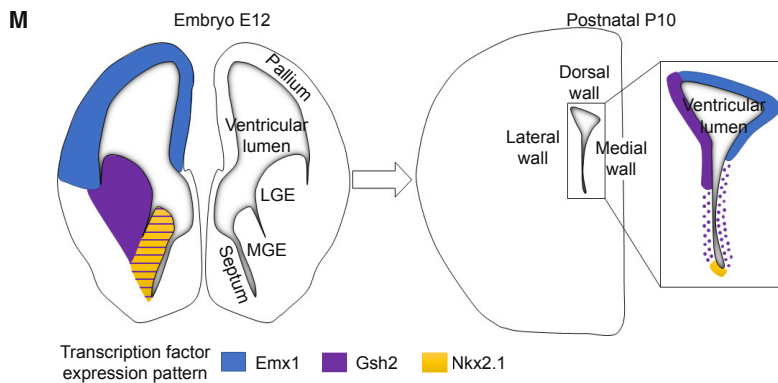 M
Embryo E12
Postnatal P10
Pallium
Ventricular
lumen
LGE
MGE
Septum
Dorsal
wall
Lateral
wall
Medial
wall
Ventricular
lumen
Transcription factor
expression pattern
Emx1
Gsh2
Nkx2.1